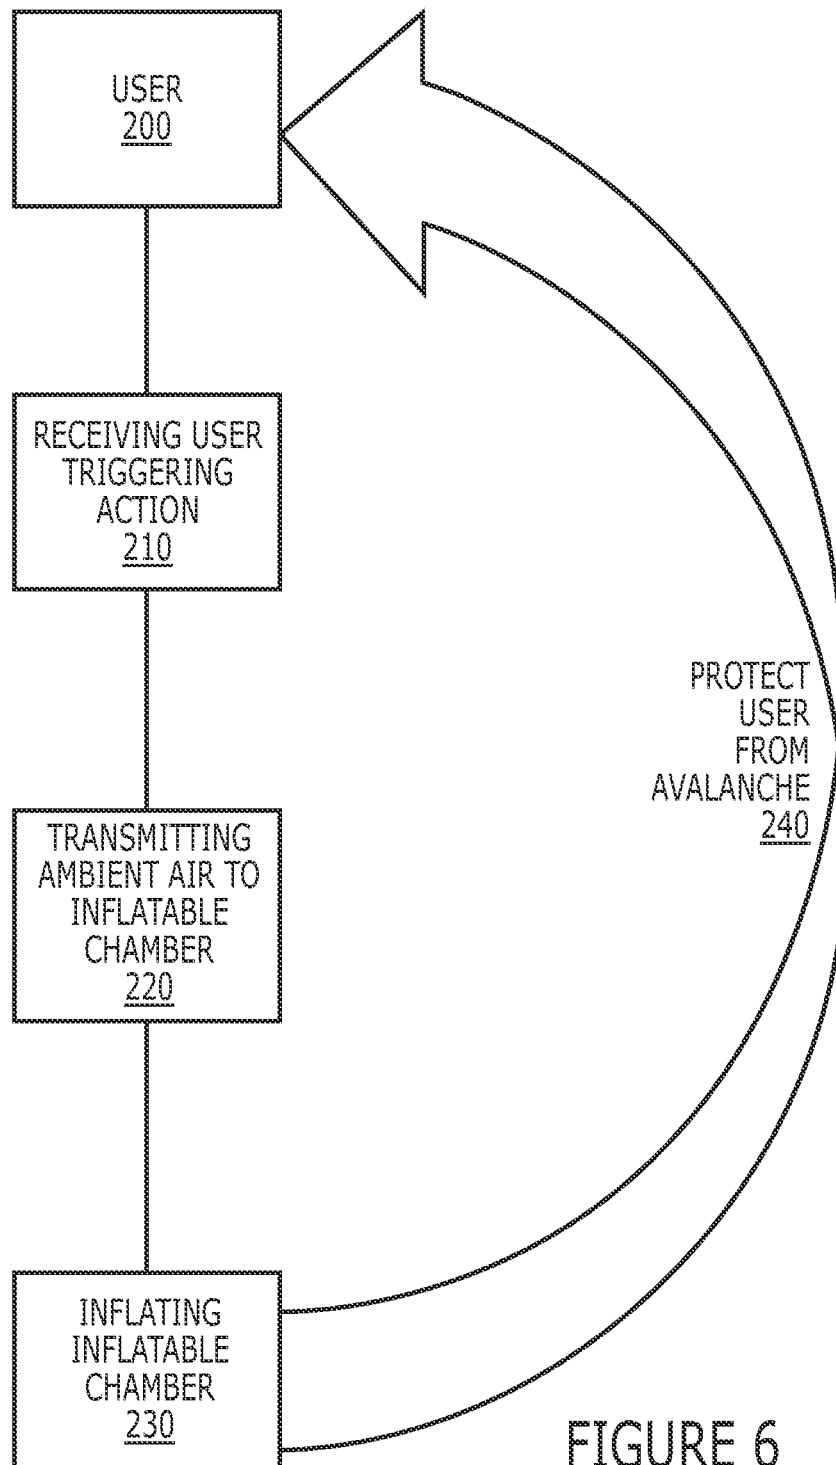 USER
200
RECEIVING USER
TRIGGERING
ACTION
210
TRANSMITTING
AMBIENT AIR TO
INFLATABLE
CHAMBER
220
PROTECT
USER
FROM
AVALANCHE
240
INFLATING
INFLATABLE
CHAMBER
230
FIGURE 6